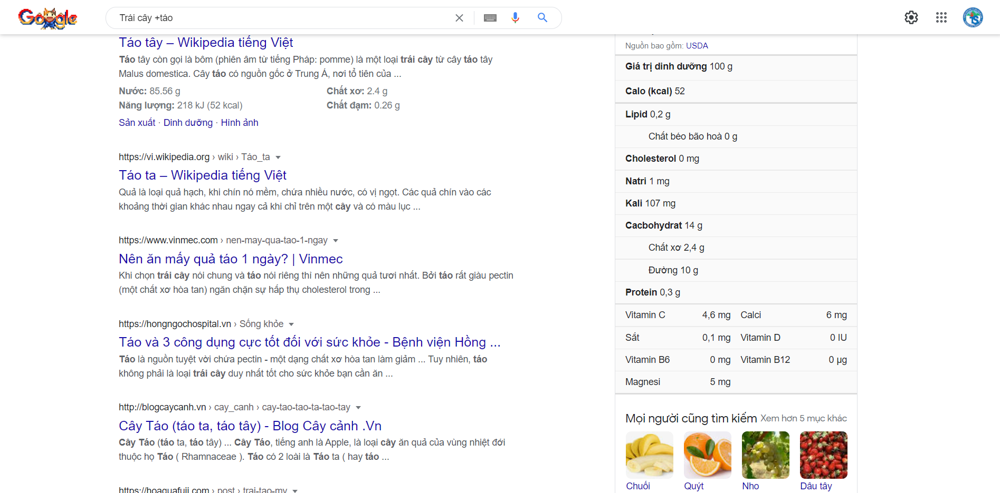 Google
Trái cây +táo
Táo tây – Wikipedia tiếng Việt
Táo tây còn gọi là bôm (phiên âm từ tiếng Pháp: pomme) là một loại trái cây từ cây táo tây
Malus domestica. Cây táo có nguồn gốc ở Trung Á, nơi tổ tiên của ...
Nước: 85.56 g
Chất xơ: 2.4 g
Năng lượng: 218 kJ (52 kcal)
Chất đạm: 0.26 g
Sản xuất · Dinh dưỡng · Hình ảnh
https://vi.wikipedia.org › wiki › Táo_ta
Táo ta – Wikipedia tiếng Việt
Quả là loại quả hạch, khi chín nó mềm, chứa nhiều nước, có vị ngọt. Các quả chín vào các
khoảng thời gian khác nhau ngay cả khi chỉ trên một cây và có màu lục ...
https://www.vinmec.com › nen-may-qua-tao-1-ngay
Nên ăn mấy quả táo 1 ngày? | Vinmec
Khi chọn trái cây nói chung và táo nói riêng thì nên những quả tươi nhất. Bởi táo rất giàu pectin
(một chất xơ hòa tan) ngăn chặn sự hấp thụ cholesterol trong ...
https://hongngochospital.vn › Sống khỏe
Táo và 3 công dụng cực tốt đối với sức khỏe - Bệnh viện Hồng ...
Táo là nguồn tuyệt vời chứa pectin - một dạng chất xơ hòa tan làm giảm ... Tuy nhiên, táo
không phải là loại trái cây duy nhất tốt cho sức khỏe bạn cần ăn ...
http://blogcaycanh.vn › cay_canh › cay-tao-tao-ta-tao-tay
Cây Táo (táo ta, táo tây) - Blog Cây cảnh .Vn
Cây Táo (táo ta, táo tây) ... Cây Táo, tiếng anh là Apple, là loại cây ăn quả của vùng nhiệt đới
thuộc họ Táo ( Rhamnaceae ). Táo có 2 loài là Táo ta ( hay táo ...
https://hoaquafuji.com › post › trai-tao-my
Nguồn bao gồm: USDA
Giá trị dinh dưỡng 100 g
Calo (kcal) 52
Lipid 0,2 g
Chất béo bão hoà 0 g
Cholesterol 0 mg
Natri 1 mg
Kali 107 mg
Cacbohydrat 14 g
Chất xơ 2,4 g
Đường 10 g
Protein 0,3 g
Vitamin C 4,6 mg Calci 6 mg
Sắt 0,1 mg Vitamin D 0 IU
Vitamin B6 0 mg Vitamin B12 0 µg
Magnesi 5 mg
Mọi người cũng tìm kiếm Xem hơn 5 mục khác
Chuối Quýt Nho Dâu tây